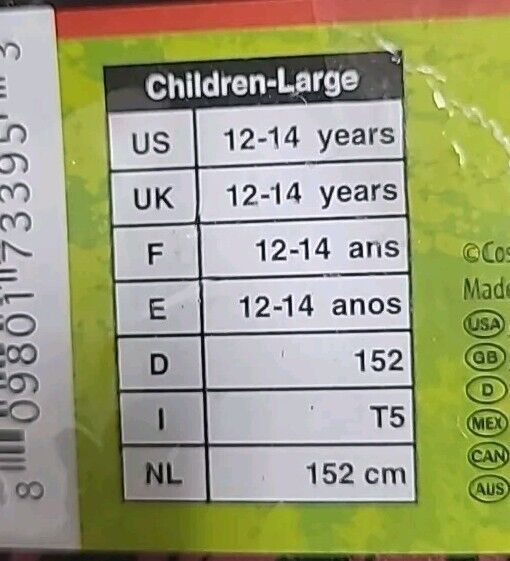 Children-Large
US 12-14 years
UK 12-14 years
F 12-14 ans
E 12-14 anos
D 152
I T5
NL 152 cm
©Cos
Made
USA
GB
D
MEX
CAN
AUS